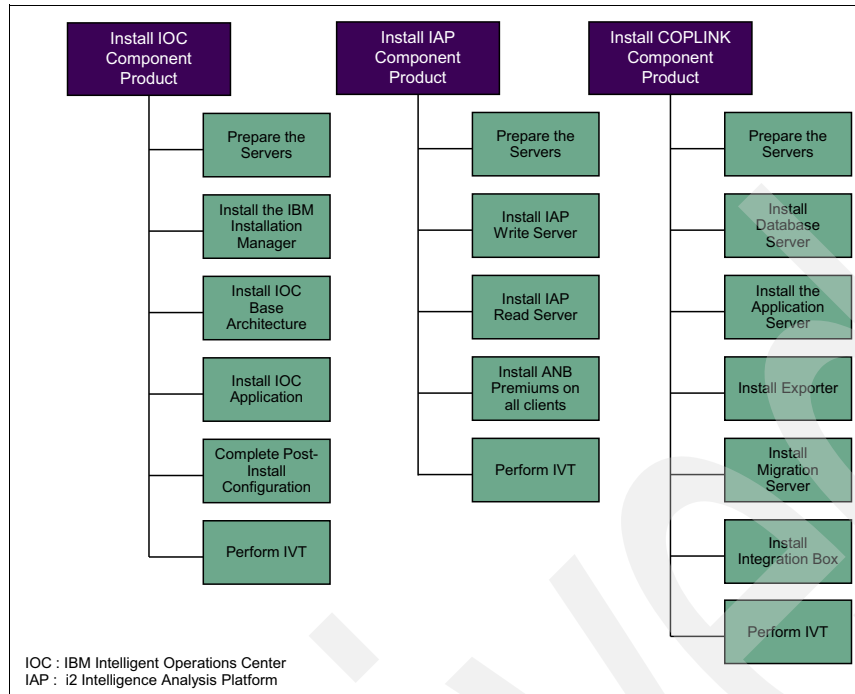 Install IOC
Component
Product
Prepare the
Servers
Install the IBM
Installation
Manager
Install IOC
Base
Architecture
Install IOC
Application
Complete Post-
Install
Configuration
Perform IVT
Install IAP
Component
Product
Prepare the
Servers
Install IAP
Write Server
Install IAP
Read Server
Install ANB
Premiums on
all clients
Perform IVT
Install COPLINK
Component
Product
Prepare the
Servers
Install
Database
Server
Install the
Application
Server
Install Exporter
Install
Migration
Server
Install
Integration Box
Perform IVT
IOC : IBM Intelligent Operations Center
IAP : i2 Intelligence Analysis Platform